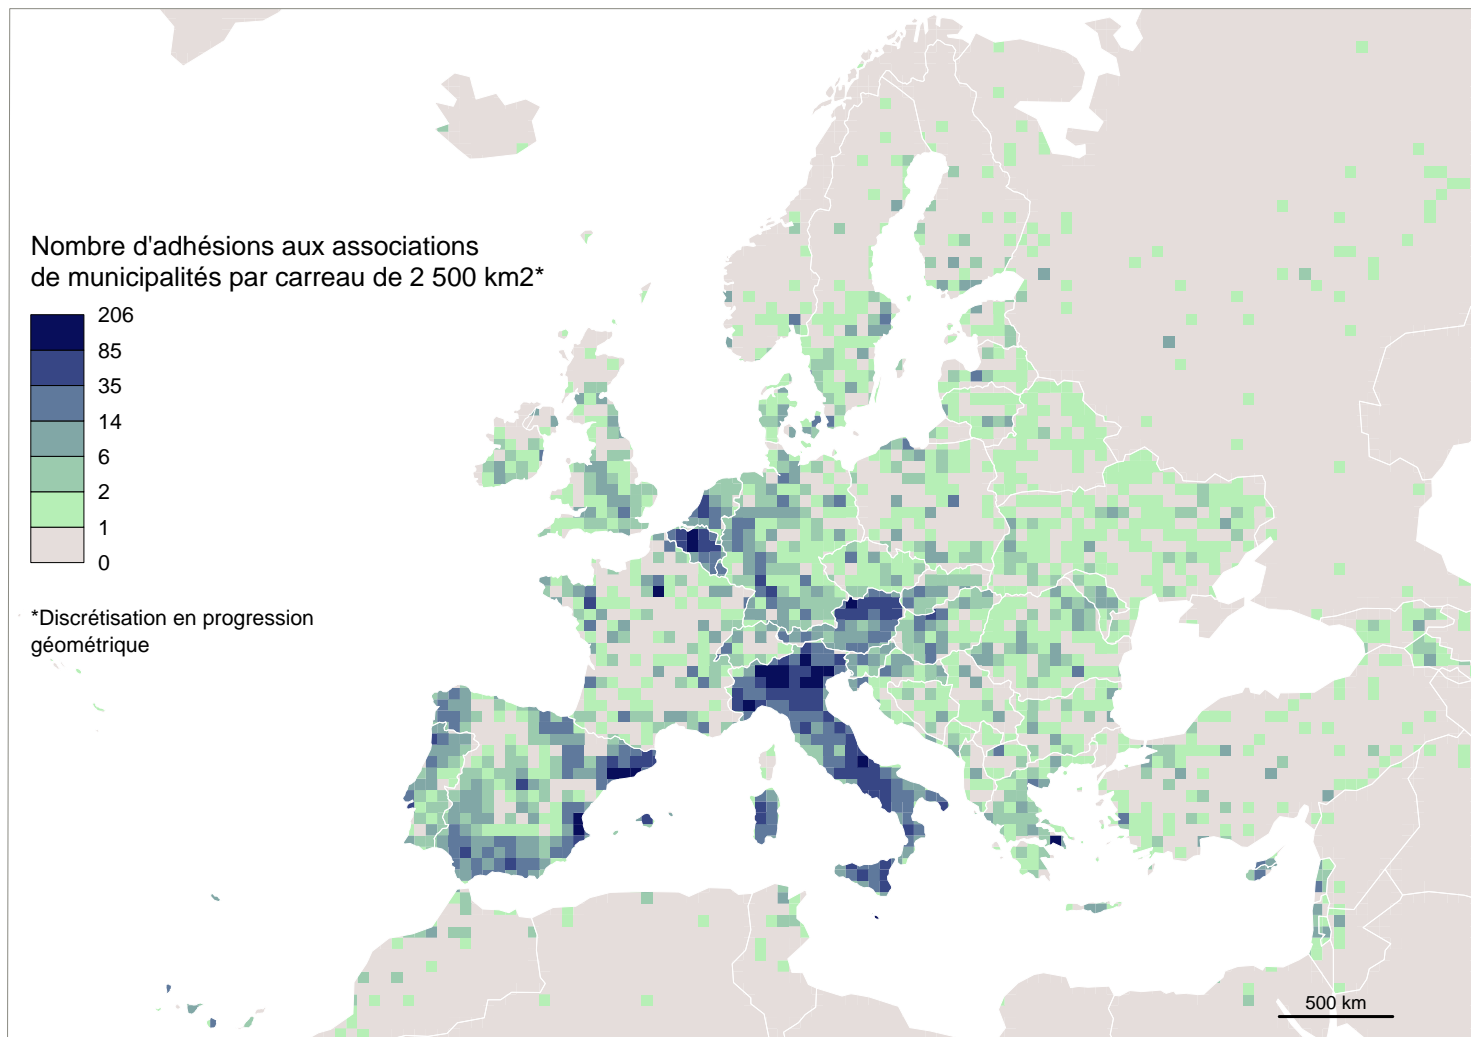 Nombre d'adhésions aux associations
de municipalités par carreau de 2 500 km2*
206
85
35
14
6
2
1
0
*Discrétisation en progression
géométrique
500 km